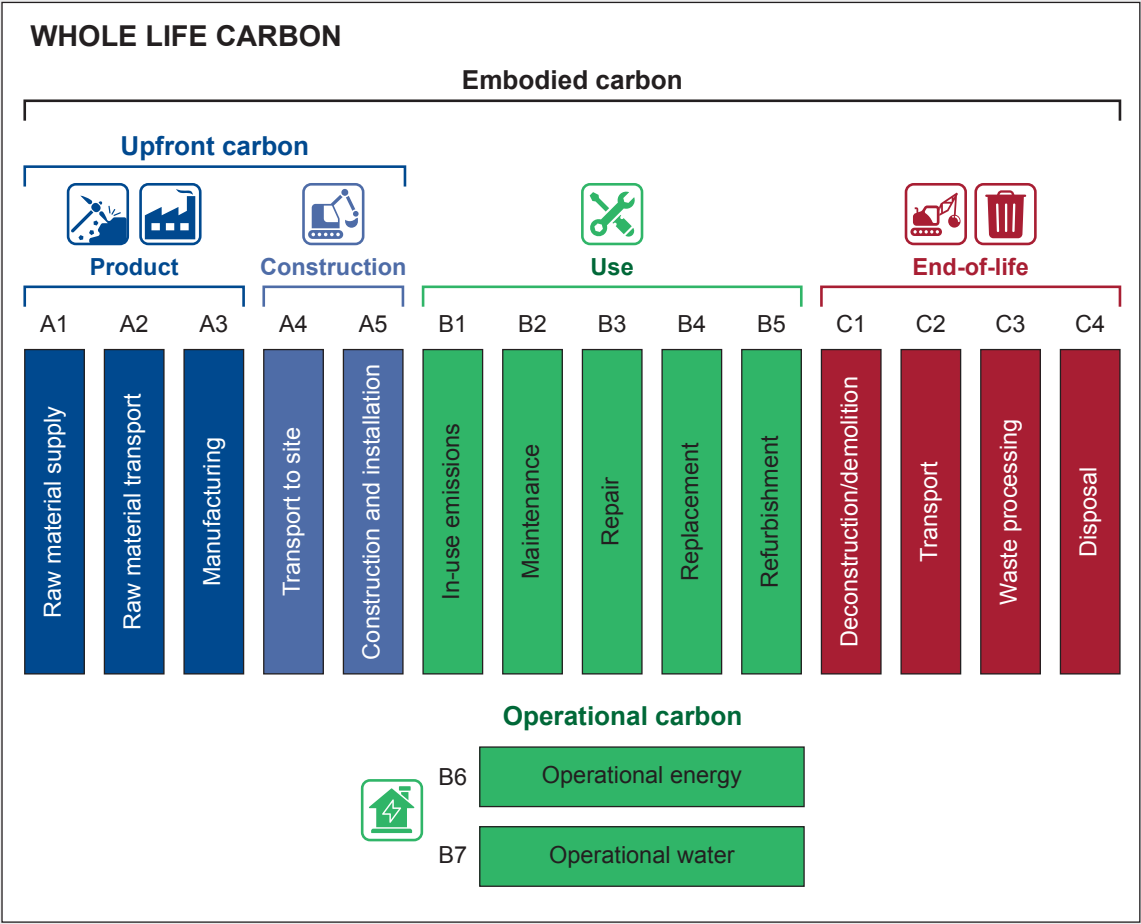 WHOLE LIFE CARBON
Embodied carbon
Upfront carbon
Product
Construction
Use
End-of-life
A1
A2
A3
A4
A5
B1
B2
B3
B4
B5
C1
C2
C3
C4
Raw material supply
Raw material transport
Manufacturing
Transport to site
Construction and installation
In-use emissions
Maintenance
Repair
Replacement
Refurbishment
Deconstruction/demolition
Transport
Waste processing
Disposal
Operational carbon
B6
Operational energy
B7
Operational water